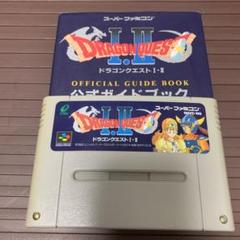 スーパーファミコン
DRAGON QUEST
I・II
ドラゴンクエストI・II
OFFICIAL GUIDE BOOK
公式ガイドブック
スーパーファミコン
DRAGON QUEST
I・II
ドラゴンクエストI・II